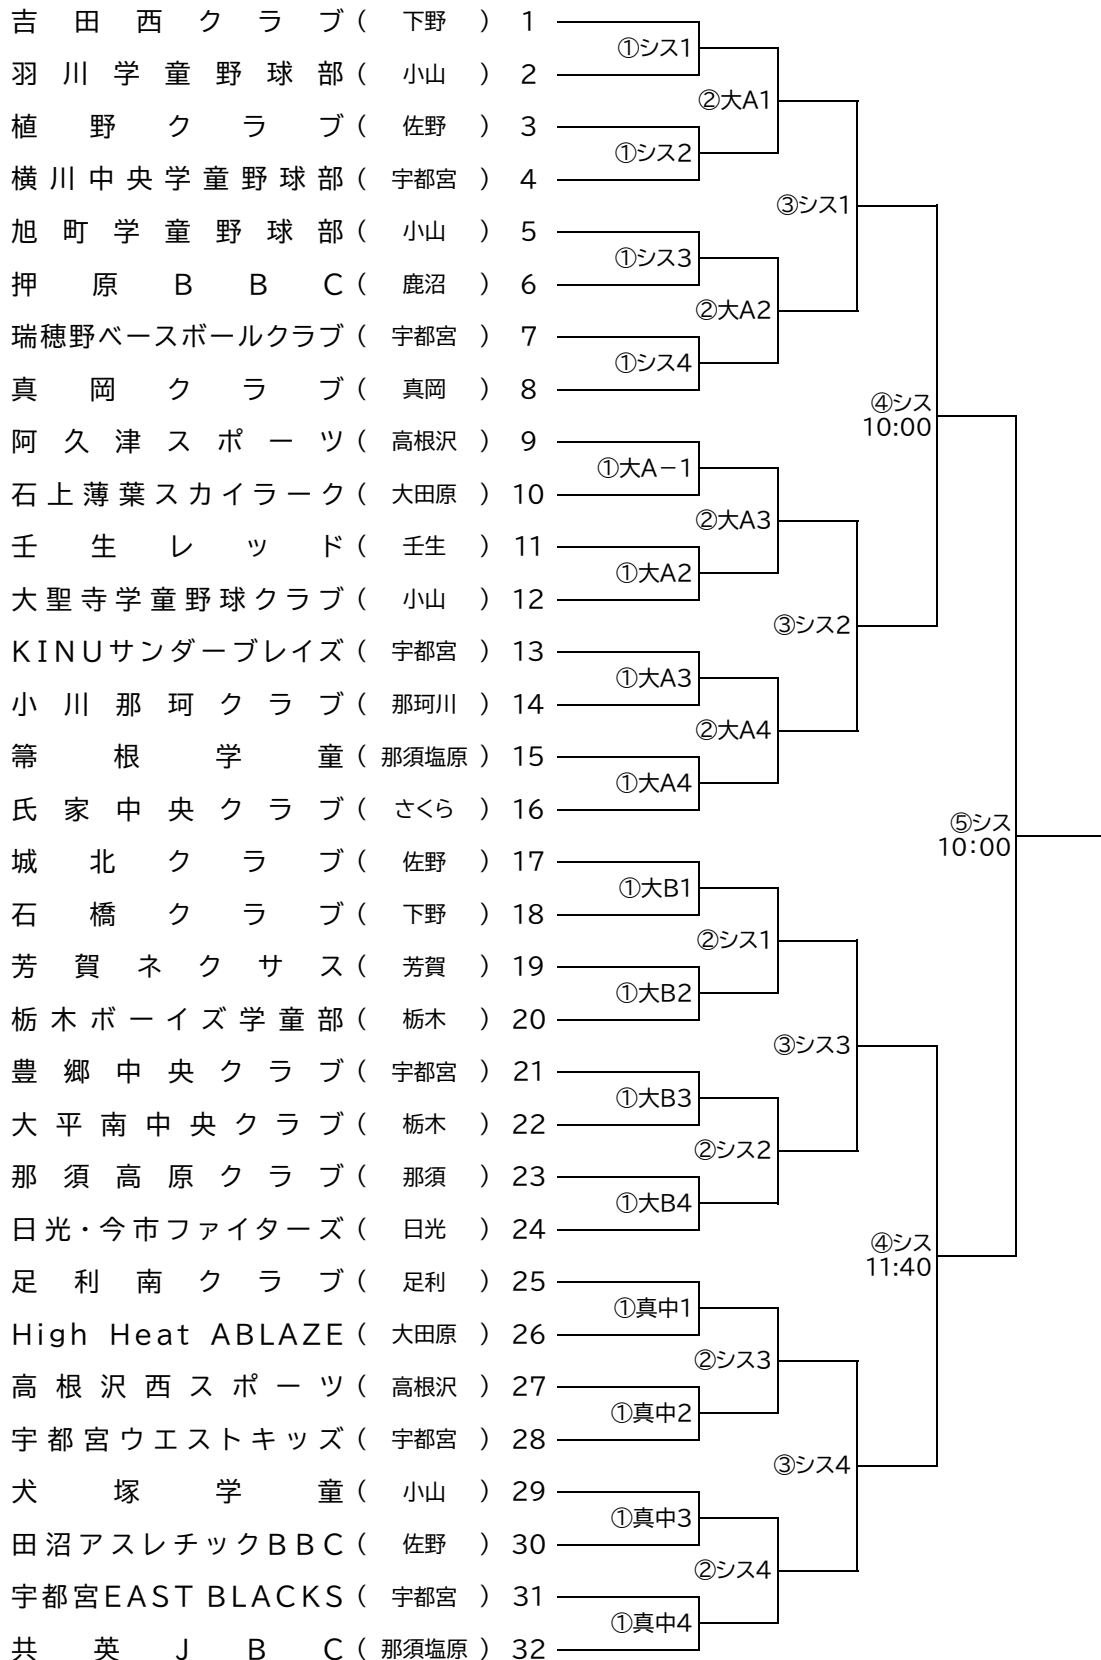 吉田西クラブ（下野）1
①シス1
羽川学童野球部（小山）2
②大A1
植野クラブ（佐野）3
①シス2
横川中央学童野球部（宇都宮）4
③シス1
旭町学童野球部（小山）5
①シス3
押原BBC（鹿沼）6
②大A2
瑞穂野ベースボールクラブ（宇都宮）7
①シス4
真岡クラブ（真岡）8
④シス
10:00
阿久津スポーツ（高根沢）9
①大A－1
石上薄葉スカイラーク（大田原）10
②大A3
壬生レッド（壬生）11
①大A2
大聖寺学童野球クラブ（小山）12
③シス2
KINUサンダーブレイズ（宇都宮）13
①大A3
小川那珂クラブ（那珂川）14
②大A4
箒根学童（那須塩原）15
①大A4
氏家中央クラブ（さくら）16
⑤シス
10：00
城北クラブ（佐野）17
①大B1
石橋クラブ（下野）18
②シス1
芳賀ネクサス（芳賀）19
①大B2
栃木ボーイズ学童部（栃木）20
③シス3
豊郷中央クラブ（宇都宮）21
①大B3
大平南中央クラブ（栃木）22
②シス2
那須高原クラブ（那須）23
①大B4
日光・今市ファイターズ（日光）24
④シス
11:40
足利南クラブ（足利）25
①真中1
High Heat ABLAZE（大田原）26
②シス3
高根沢西スポーツ（高根沢）27
①真中2
宇都宮ウエストキッズ（宇都宮）28
③シス4
犬塚学童（小山）29
①真中3
田沼アスレチックBBC（佐野）30
②シス4
宇都宮EAST BLACKS（宇都宮）31
①真中4
共英JBC（那須塩原）32